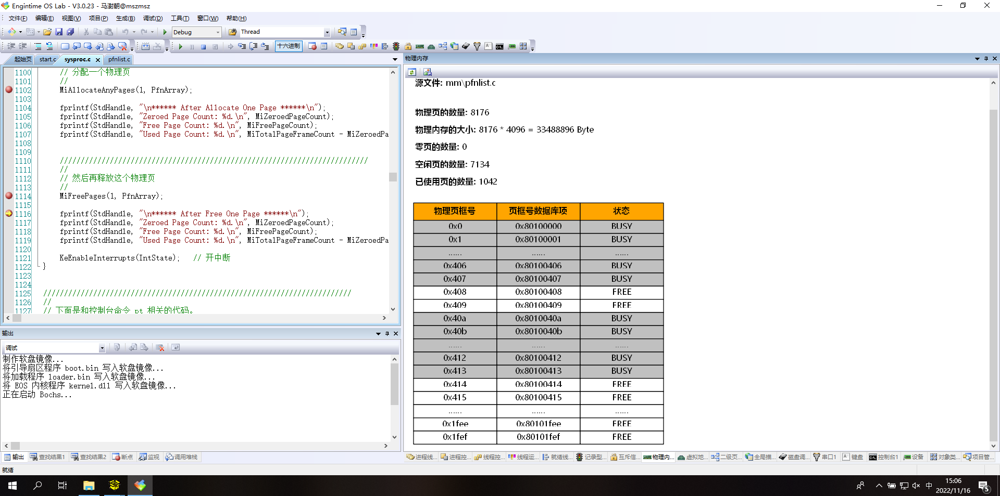 Engintime OS Lab - V3.0.23 - 马澍朝@mszmsz
文件(F) 编辑(E) 视图(V) 项目(P) 生成(B) 调试(D) 工具(T) 窗口(W) 帮助(H)
Debug Thread
十六进制
起始页 start.c sysproc.c pfnlist.c
1100 // 分配一个物理页
1101 //
1102 MiAllocateAnyPages(1, PfnArray);
1103
1104 fprintf(StdHandle, "\n****** After Allocate One Page ******\n");
1105 fprintf(StdHandle, "Zeroed Page Count: %d.\n", MiZeroedPageCount);
1106 fprintf(StdHandle, "Free Page Count: %d.\n", MiFreePageCount);
1107 fprintf(StdHandle, "Used Page Count: %d.\n", MiTotalPageFrameCount - MiZeroedPa
1108
1109
1110 ///////////////////////////////////////////////////////////////////////////
1111 //
1112 // 然后再释放这个物理页
1113 //
1114 MiFreePages(1, PfnArray);
1115
1116 fprintf(StdHandle, "\n****** After Free One Page ******\n");
1117 fprintf(StdHandle, "Zeroed Page Count: %d.\n", MiZeroedPageCount);
1118 fprintf(StdHandle, "Free Page Count: %d.\n", MiFreePageCount);
1119 fprintf(StdHandle, "Used Page Count: %d.\n", MiTotalPageFrameCount - MiZeroedPa
1120
1121 KeEnableInterrupts(IntState); // 开中断
1122 }
1123
1124
1125 ///////////////////////////////////////////////////////////////////////////
1126 //
1127 // 下面是和控制台命令 pt 相关的代码。
输出
调试
制作软盘镜像...
将引导扇区程序 boot.bin 写入软盘镜像...
将加载程序 loader.bin 写入软盘镜像...
将 EOS 内核程序 kernel.dll 写入软盘镜像...
正在启动 Bochs...
输出 查找结果1 查找结果2 断点 监视 调用堆栈
就绪
物理内存
源文件: mm\pfnlist.c
物理页的数量: 8176
物理内存的大小: 8176 * 4096 = 33488896 Byte
零页的数量: 0
空闲页的数量: 7134
已使用页的数量: 1042
物理页框号 页框号数据库项 状态
0x0 0x80100000 BUSY
0x1 0x80100001 BUSY
...... ...... ......
0x406 0x80100406 BUSY
0x407 0x80100407 BUSY
0x408 0x80100408 FREE
0x409 0x80100409 FREE
0x40a 0x8010040a BUSY
0x40b 0x8010040b BUSY
...... ...... ......
0x412 0x80100412 BUSY
0x413 0x80100413 BUSY
0x414 0x80100414 FREE
0x415 0x80100415 FREE
...... ...... ......
0x1fee 0x80101fee FREE
0x1fef 0x80101fef FREE
进程线... 进程控... 线程控... 线程运... 就绪线... 记录型... 互斥信... 物理内... 虚拟地... 二级页... 全局描... 磁盘调... 串口1 键盘 控制台1 设备 对象类... 项目管...
中
15:06
2022/11/16
5